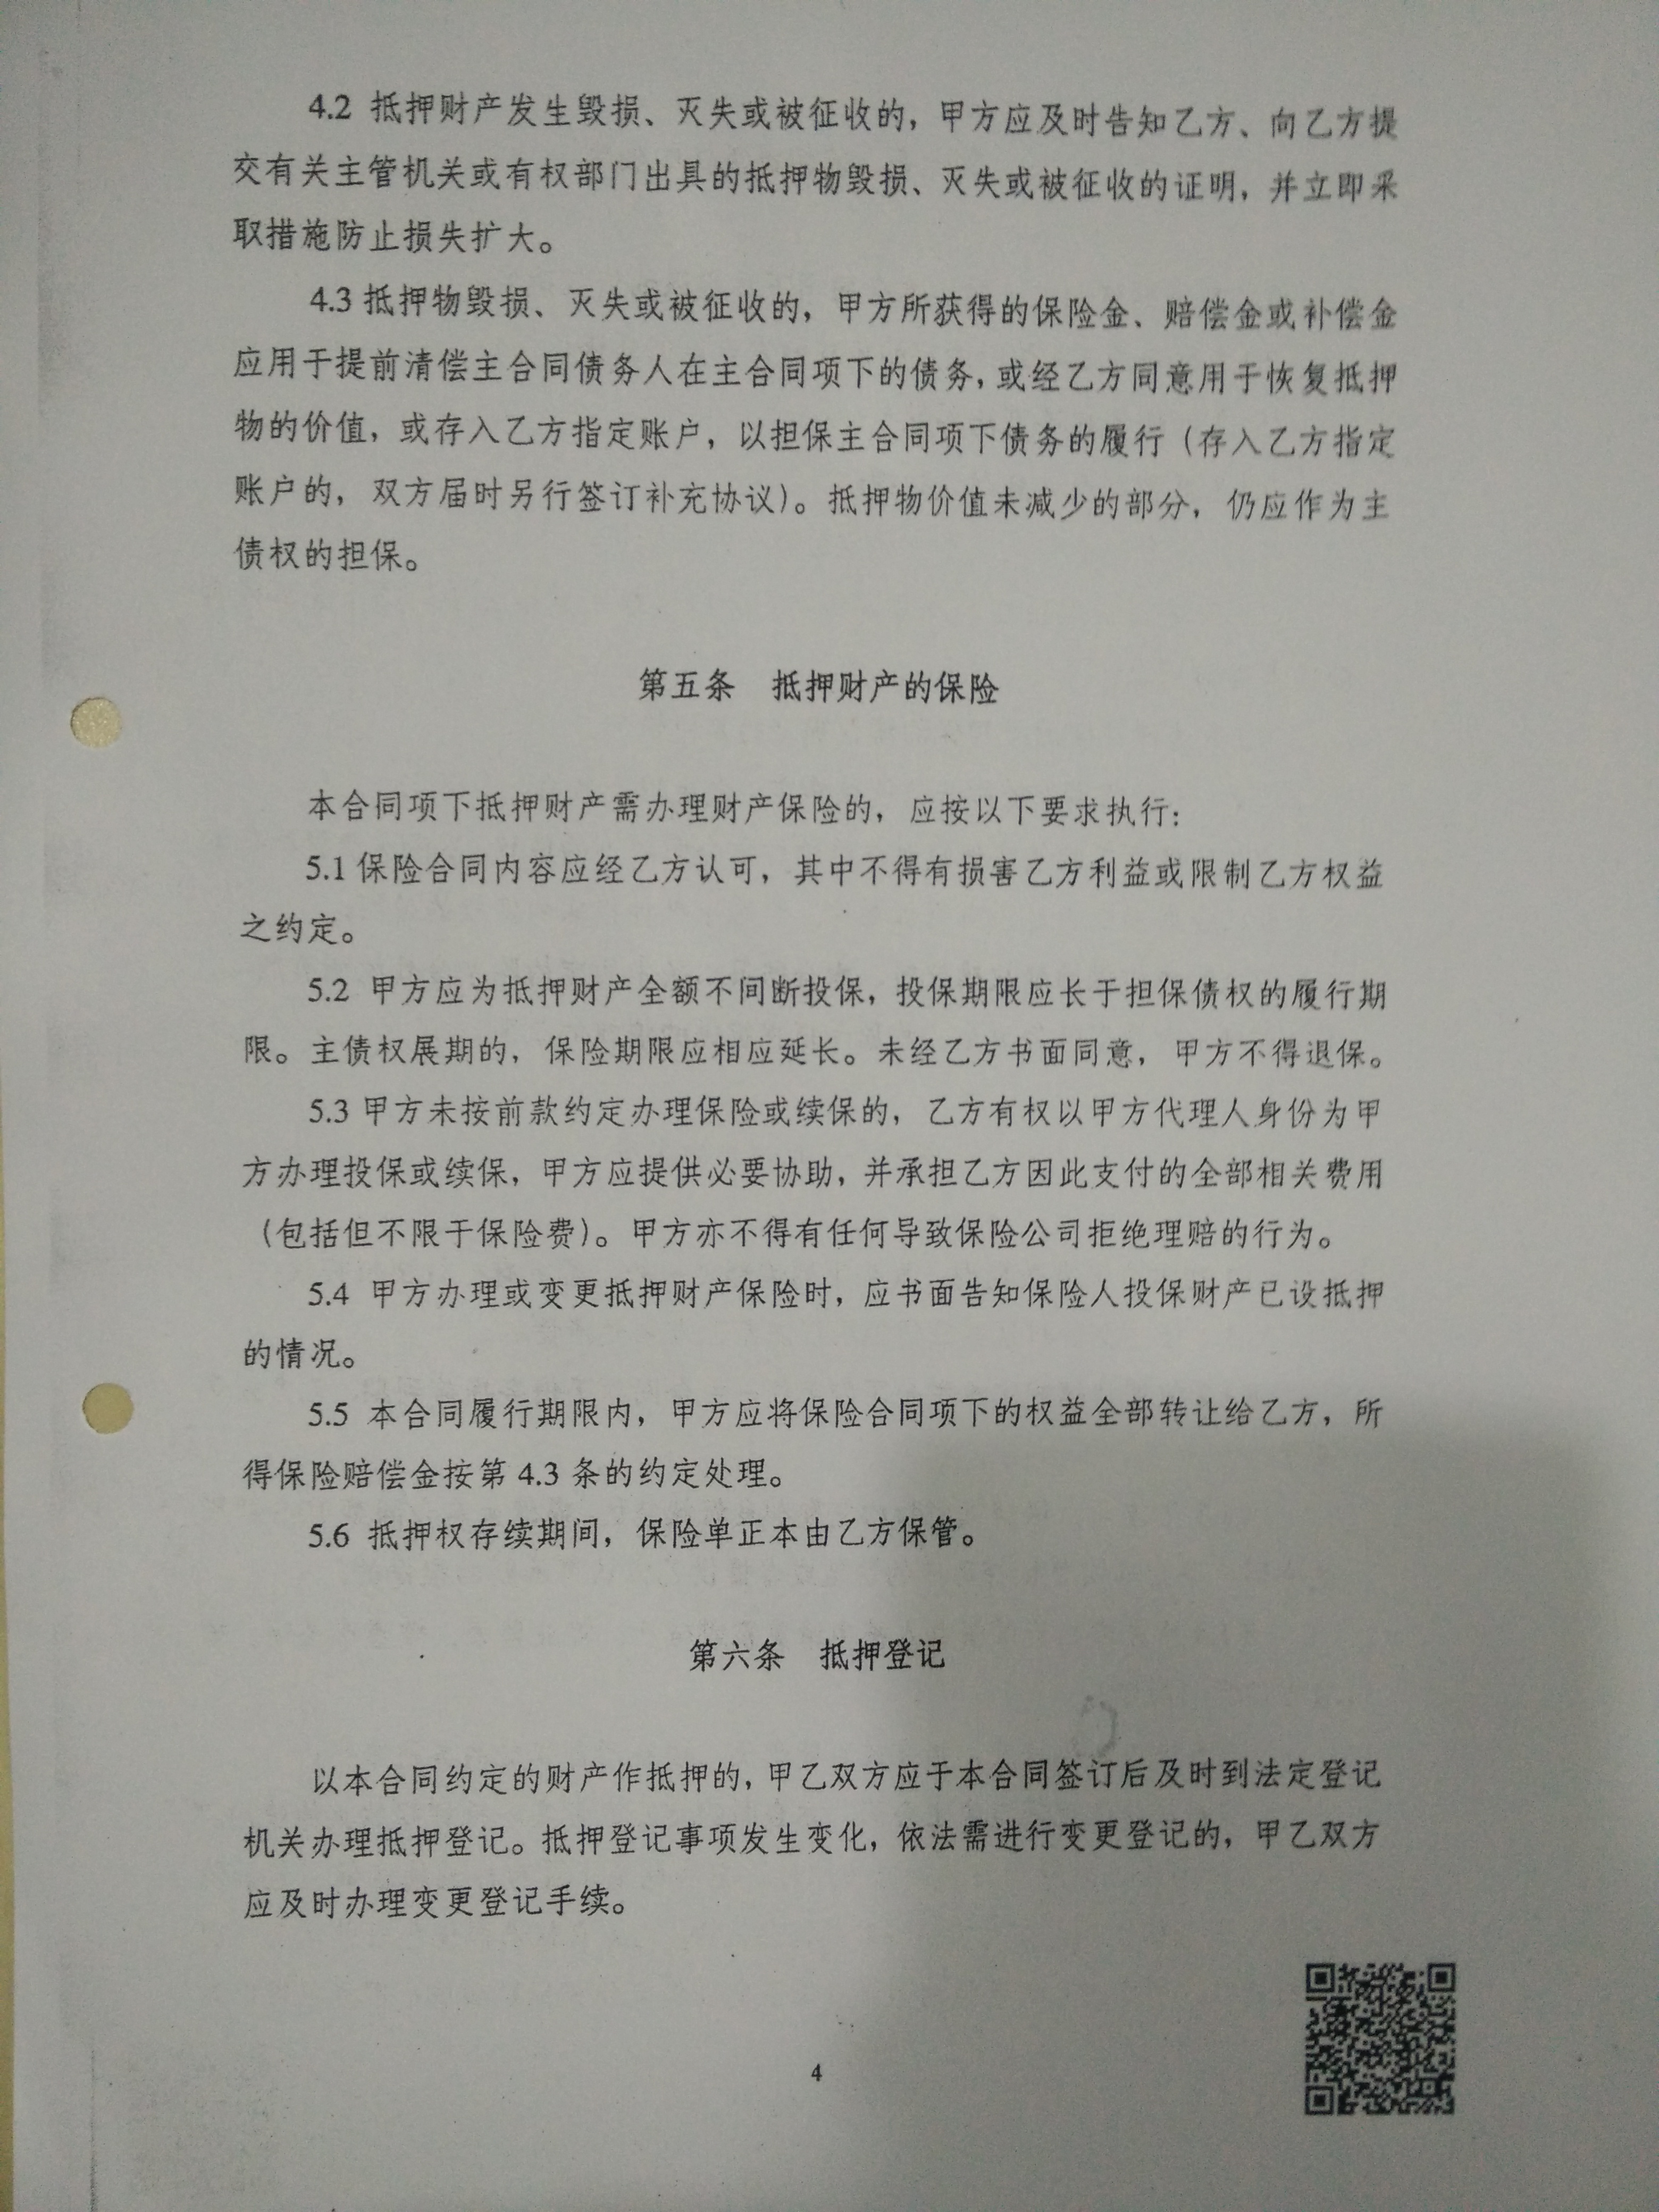 4.2 抵押财产发生毁损、灭失或被征收的，甲方应及时告知乙方、向乙方提
交有关主管机关或有权部门出具的抵押物毁损、灭失或被征收的证明，并立即采
取措施防止损失扩大。
4.3 抵押物毁损、灭失或被征收的，甲方所获得的保险金、赔偿金或补偿金
应用于提前清偿主合同债务人在主合同项下的债务，或经乙方同意用于恢复抵押
物的价值，或存入乙方指定账户，以担保主合同项下债务的履行（存入乙方指定
账户的，双方届时另行签订补充协议）。抵押物价值未减少的部分，仍应作为主
债权的担保。
第五条 抵押财产的保险
本合同项下抵押财产需办理财产保险的，应按以下要求执行：
5.1 保险合同内容应经乙方认可，其中不得有损害乙方利益或限制乙方权益
之约定。
5.2 甲方应为抵押财产全额不间断投保，投保期限应长于担保债权的履行期
限。主债权展期的，保险期限应相应延长。未经乙方书面同意，甲方不得退保。
5.3 甲方未按前款约定办理保险或续保的，乙方有权以甲方代理人身份为甲
方办理投保或续保，甲方应提供必要协助，并承担乙方因此支付的全部相关费用
（包括但不限于保险费）。甲方亦不得有任何导致保险公司拒绝理赔的行为。
5.4 甲方办理或变更抵押财产保险时，应书面告知保险人投保财产已设抵押
的情况。
5.5 本合同履行期限内，甲方应将保险合同项下的权益全部转让给乙方，所
得保险赔偿金按第 4.3 条的约定处理。
5.6 抵押权存续期间，保险单正本由乙方保管。
第六条 抵押登记
以本合同约定的财产作抵押的，甲乙双方应于本合同签订后及时到法定登记
机关办理抵押登记。抵押登记事项发生变化，依法需进行变更登记的，甲乙双方
应及时办理变更登记手续。
4